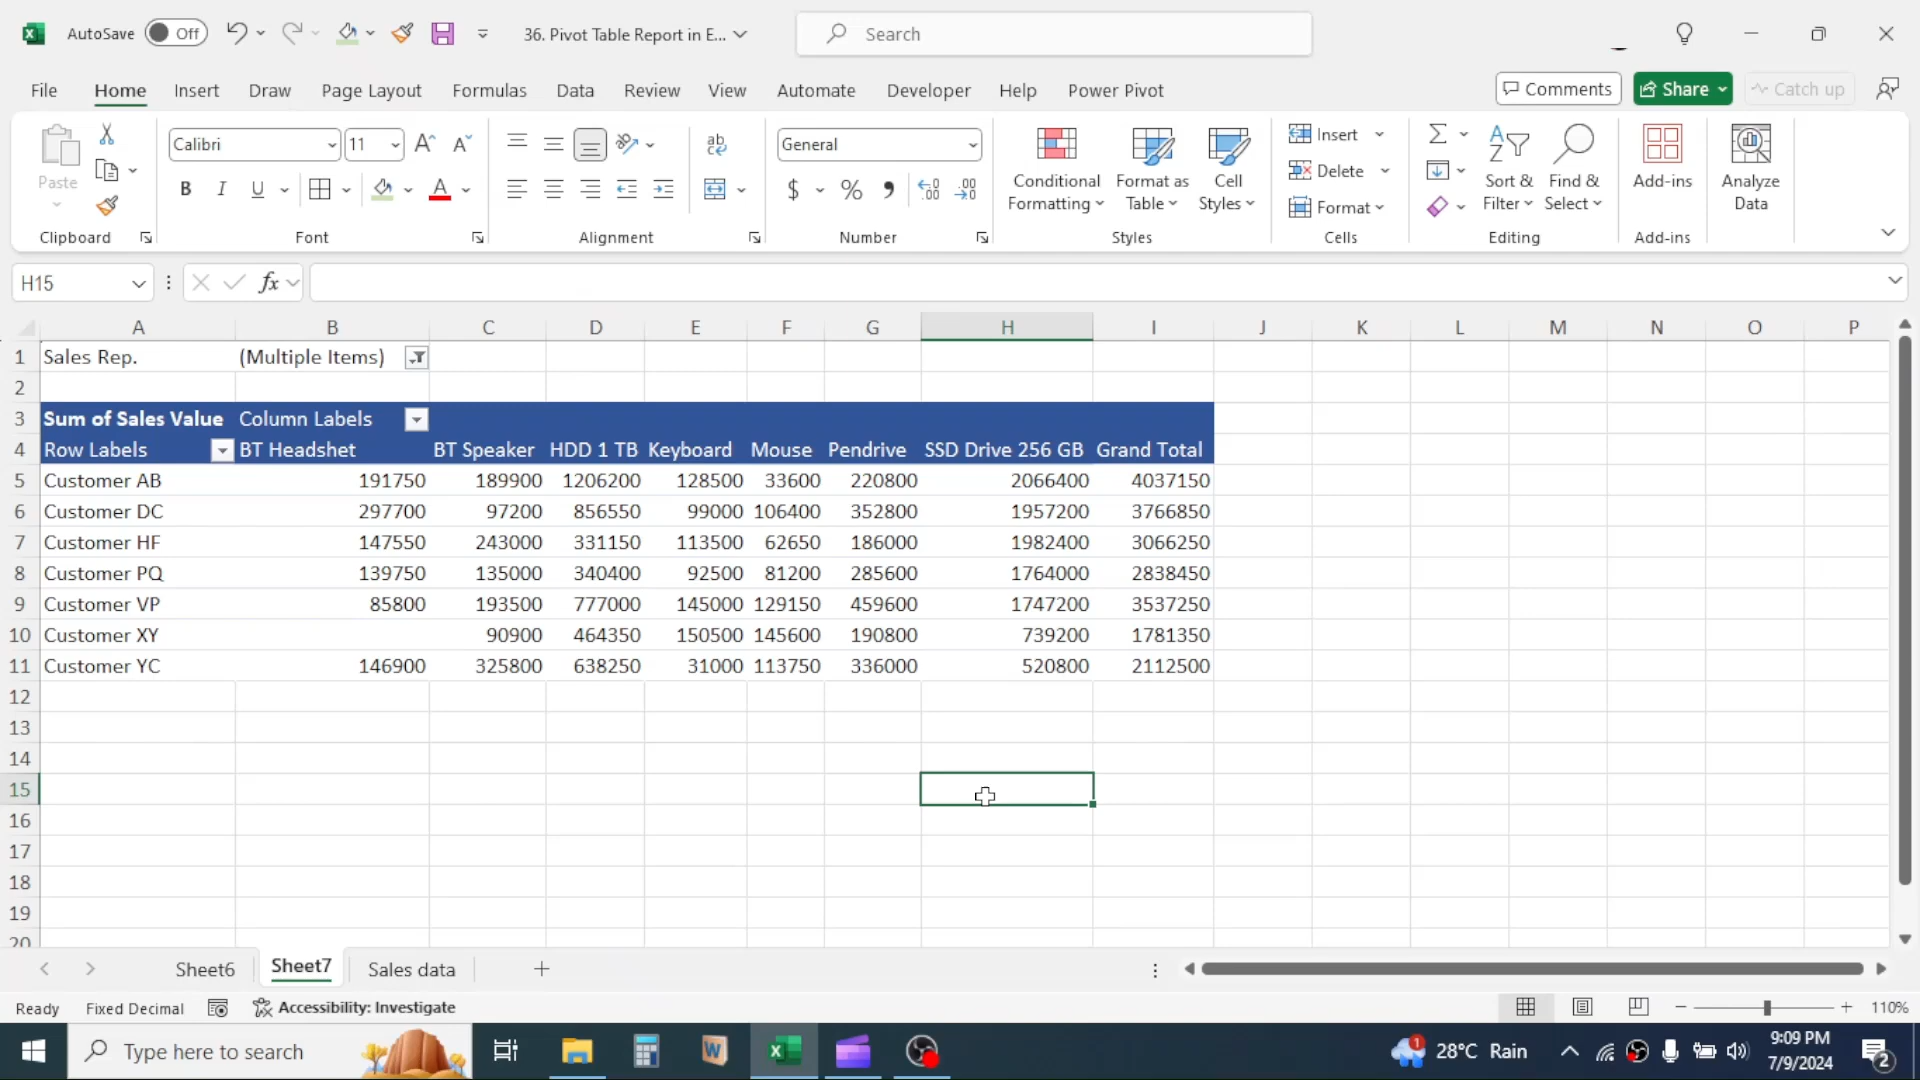 AutoSave Off 36. Pivot Table Report in E... Search
File Home Insert Draw Page Layout Formulas Data Review View Automate Developer Help Power Pivot Comments Share Catch up
Paste Calibri 11 General Conditional Formatting Format as Table Cell Styles Insert Delete Format Sort & Filter Find & Select Add-ins Analyze Data
Clipboard Font Alignment Number Styles Cells Editing Add-ins
H15 fx
A B C D E F G H I J K L M N O P
1 Sales Rep. (Multiple Items)
2
3 Sum of Sales Value Column Labels
4 Row Labels BT Headshet BT Speaker HDD 1 TB Keyboard Mouse Pendrive SSD Drive 256 GB Grand Total
5 Customer AB 191750 189900 1206200 128500 33600 220800 2066400 4037150
6 Customer DC 297700 97200 856550 99000 106400 352800 1957200 3766850
7 Customer HF 147550 243000 331150 113500 62650 186000 1982400 3066250
8 Customer PQ 139750 135000 340400 92500 81200 285600 1764000 2838450
9 Customer VP 85800 193500 777000 145000 129150 459600 1747200 3537250
10 Customer XY 90900 464350 150500 145600 190800 739200 1781350
11 Customer YC 146900 325800 638250 31000 113750 336000 520800 2112500
12
13
14
15
16
17
18
19
20
Sheet6 Sheet7 Sales data
Ready Fixed Decimal Accessibility: Investigate 110%
Type here to search 1 28°C Rain 9:09 PM 2
7/9/2024